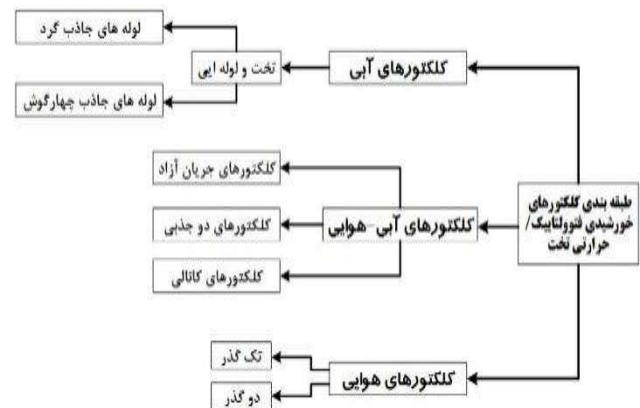 طبقه بندی کلکتورهای
خورشیدی فتوولتاییک/
حرارتی تخت
کلکتورهای آبی
تخت و لوله ایی
لوله های جاذب گرد
لوله های جاذب چهارگوش
کلکتورهای آبی-هوایی
کلکتورهای جریان آزاد
کلکتورهای دو جذبی
کلکتورهای کانالی
کلکتورهای هوایی
تک گذر
دو گذر